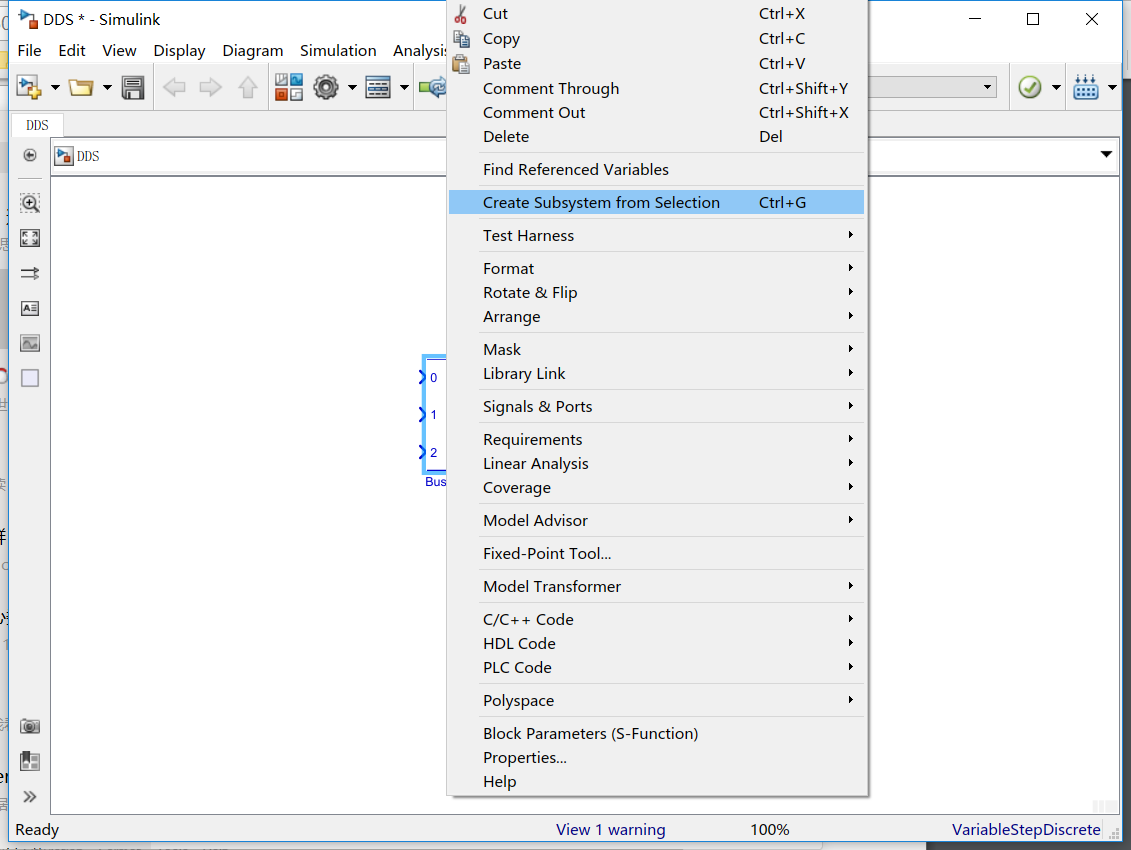 DDS * - Simulink
File Edit View Display Diagram Simulation Analysis
DDS
DDS
Cut Ctrl+X
Copy Ctrl+C
Paste Ctrl+V
Comment Through Ctrl+Shift+Y
Comment Out Ctrl+Shift+X
Delete Del
Find Referenced Variables
Create Subsystem from Selection Ctrl+G
Test Harness
Format
Rotate & Flip
Arrange
Mask
Library Link
Signals & Ports
Requirements
Linear Analysis
Coverage
Model Advisor
Fixed-Point Tool...
Model Transformer
C/C++ Code
HDL Code
PLC Code
Polyspace
Block Parameters (S-Function)
Properties...
Help
0
1
2
Bus
Ready View 1 warning 100% VariableStepDiscrete